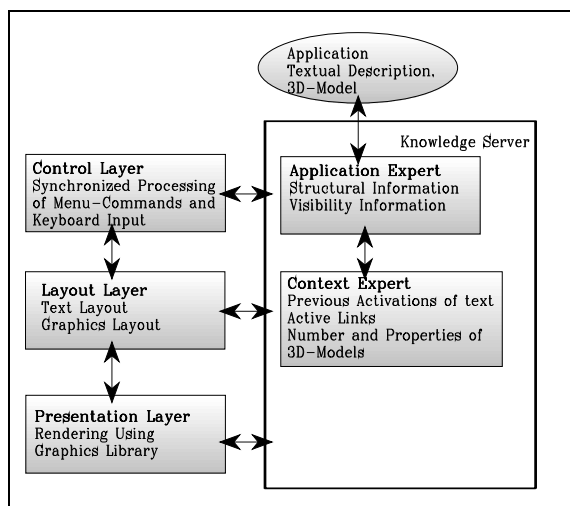 Application
Textual Description,
3D-Model
Knowledge Server
Control Layer
Synchronized Processing
of Menu-Commands and
Keyboard Input
Application Expert
Structural Information
Visibility Information
Layout Layer
Text Layout
Graphics Layout
Context Expert
Previous Activations of text
Active Links
Number and Properties of
3D-Models
Presentation Layer
Rendering Using
Graphics Library